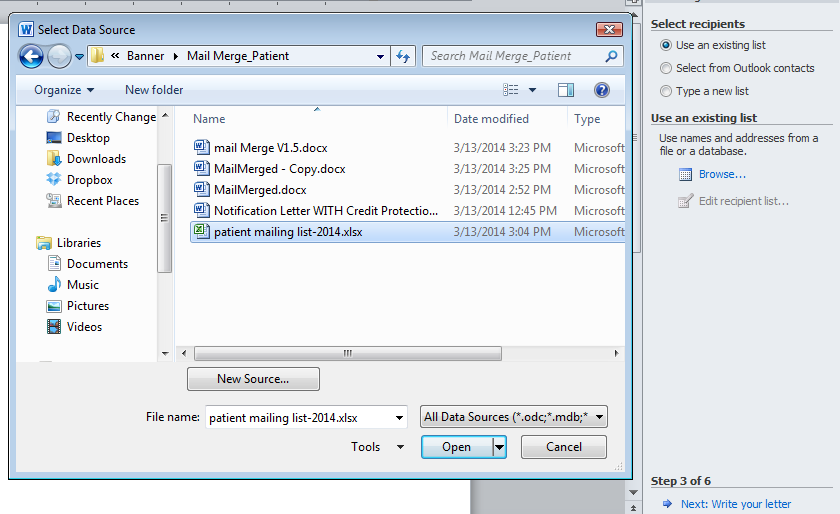 Select Data Source
« Banner Mail Merge_Patient Search Mail Merge_Patient
Organize New folder
Recently Change
Desktop
Downloads
Dropbox
Recent Places
Libraries
Documents
Music
Pictures
Videos
Name Date modified Type
mail Merge V1.5.docx 3/13/2014 3:23 PM Microsoft
MailMerged - Copy.docx 3/13/2014 3:25 PM Microsoft
MailMerged.docx 3/13/2014 2:52 PM Microsoft
Notification Letter WITH Credit Protectio... 3/13/2014 12:45 PM Microsoft
patient mailing list-2014.xlsx 3/13/2014 3:04 PM Microsoft
New Source...
File name: patient mailing list-2014.xlsx All Data Sources (*.odc;*.mdb;*
Tools Open Cancel
Select recipients
Use an existing list
Select from Outlook contacts
Type a new list
Use an existing list
Use names and addresses from a
file or a database.
Browse...
Edit recipient list...
Step 3 of 6
Next: Write your letter